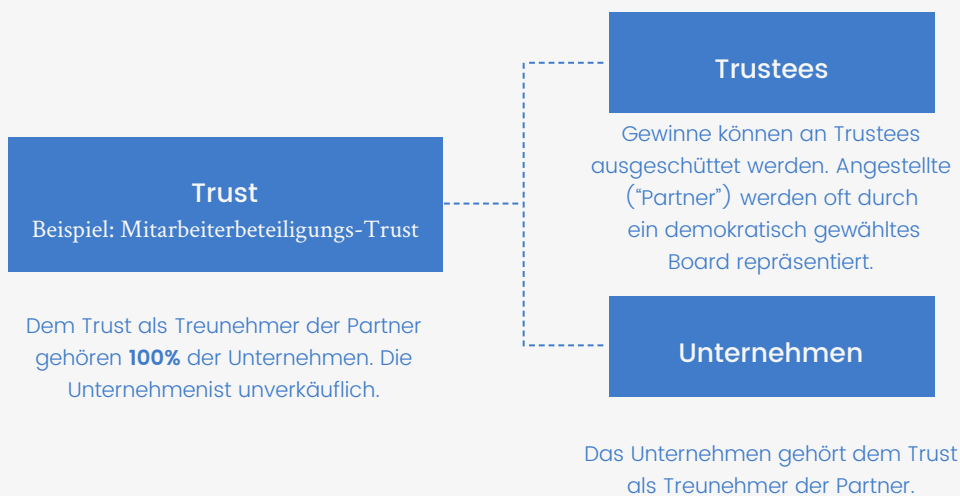 Trust
Beispiel: Mitarbeiterbeteiligungs-Trust
Dem Trust als Treunehmer der Partner
gehören 100% der Unternehmen. Die
Unternehmenist unverkäuflich.
Trustees
Gewinne können an Trustees
ausgeschüttet werden. Angestellte
(“Partner”) werden oft durch
ein demokratisch gewähltes
Board repräsentiert.
Unternehmen
Das Unternehmen gehört dem Trust
als Treunehmer der Partner.